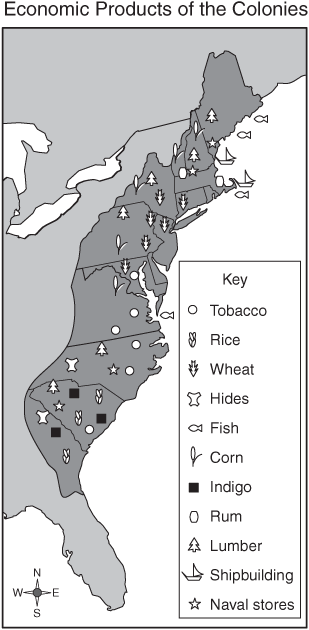 Economic Products of the Colonies
Key
Tobacco
Rice
Wheat
Hides
Fish
Corn
Indigo
Rum
Lumber
Shipbuilding
Naval stores
N
W E
S